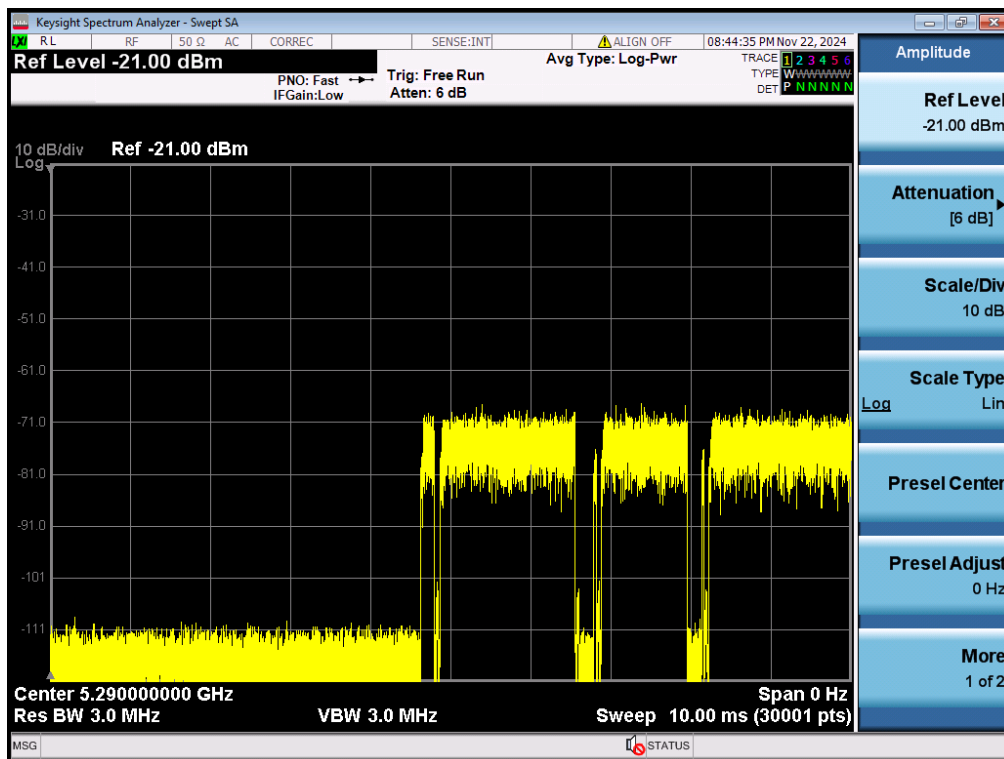 Keysight Spectrum Analyzer - Swept SA
LXI RL RF 50 Ω AC CORREC SENSE:INT ALIGN OFF 08:44:35 PM Nov 22, 2024
Ref Level -21.00 dBm
PNO: Fast
IFGain:Low
Trig: Free Run
Atten: 6 dB
Avg Type: Log-Pwr
TRACE 1 2 3 4 5 6
TYPE WWWWWW
DET P N N N N N
10 dB/div Ref -21.00 dBm
Log
-31.0
-41.0
-51.0
-61.0
-71.0
-81.0
-91.0
-101
-111
Center 5.290000000 GHz
Span 0 Hz
Res BW 3.0 MHz
VBW 3.0 MHz
Sweep 10.00 ms (30001 pts)
MSG
STATUS
Amplitude
Ref Level
-21.00 dBm
Attenuation
[6 dB]
Scale/Div
10 dB
Scale Type
Log Lin
Presel Center
Presel Adjust
0 Hz
More
1 of 2